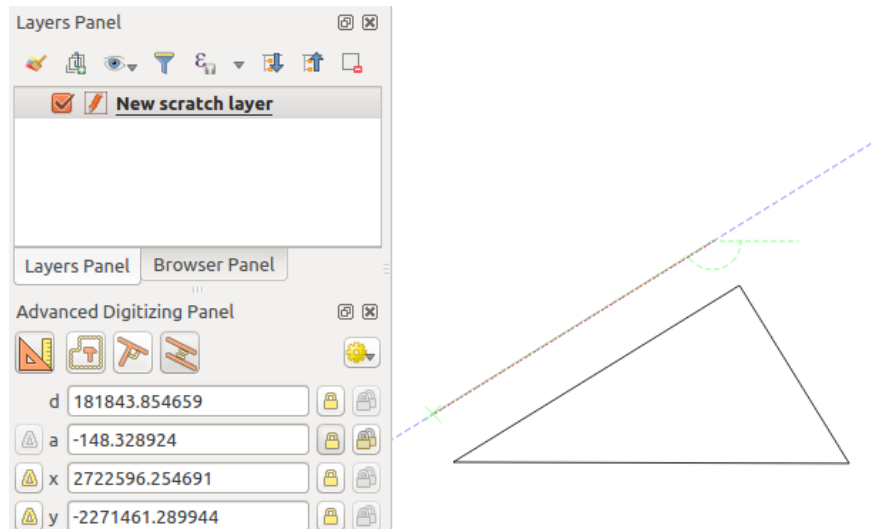 Layers Panel
New scratch layer
Layers Panel Browser Panel
Advanced Digitizing Panel
d 181843.854659
a -148.328924
x 2722596.254691
y -2271461.289944